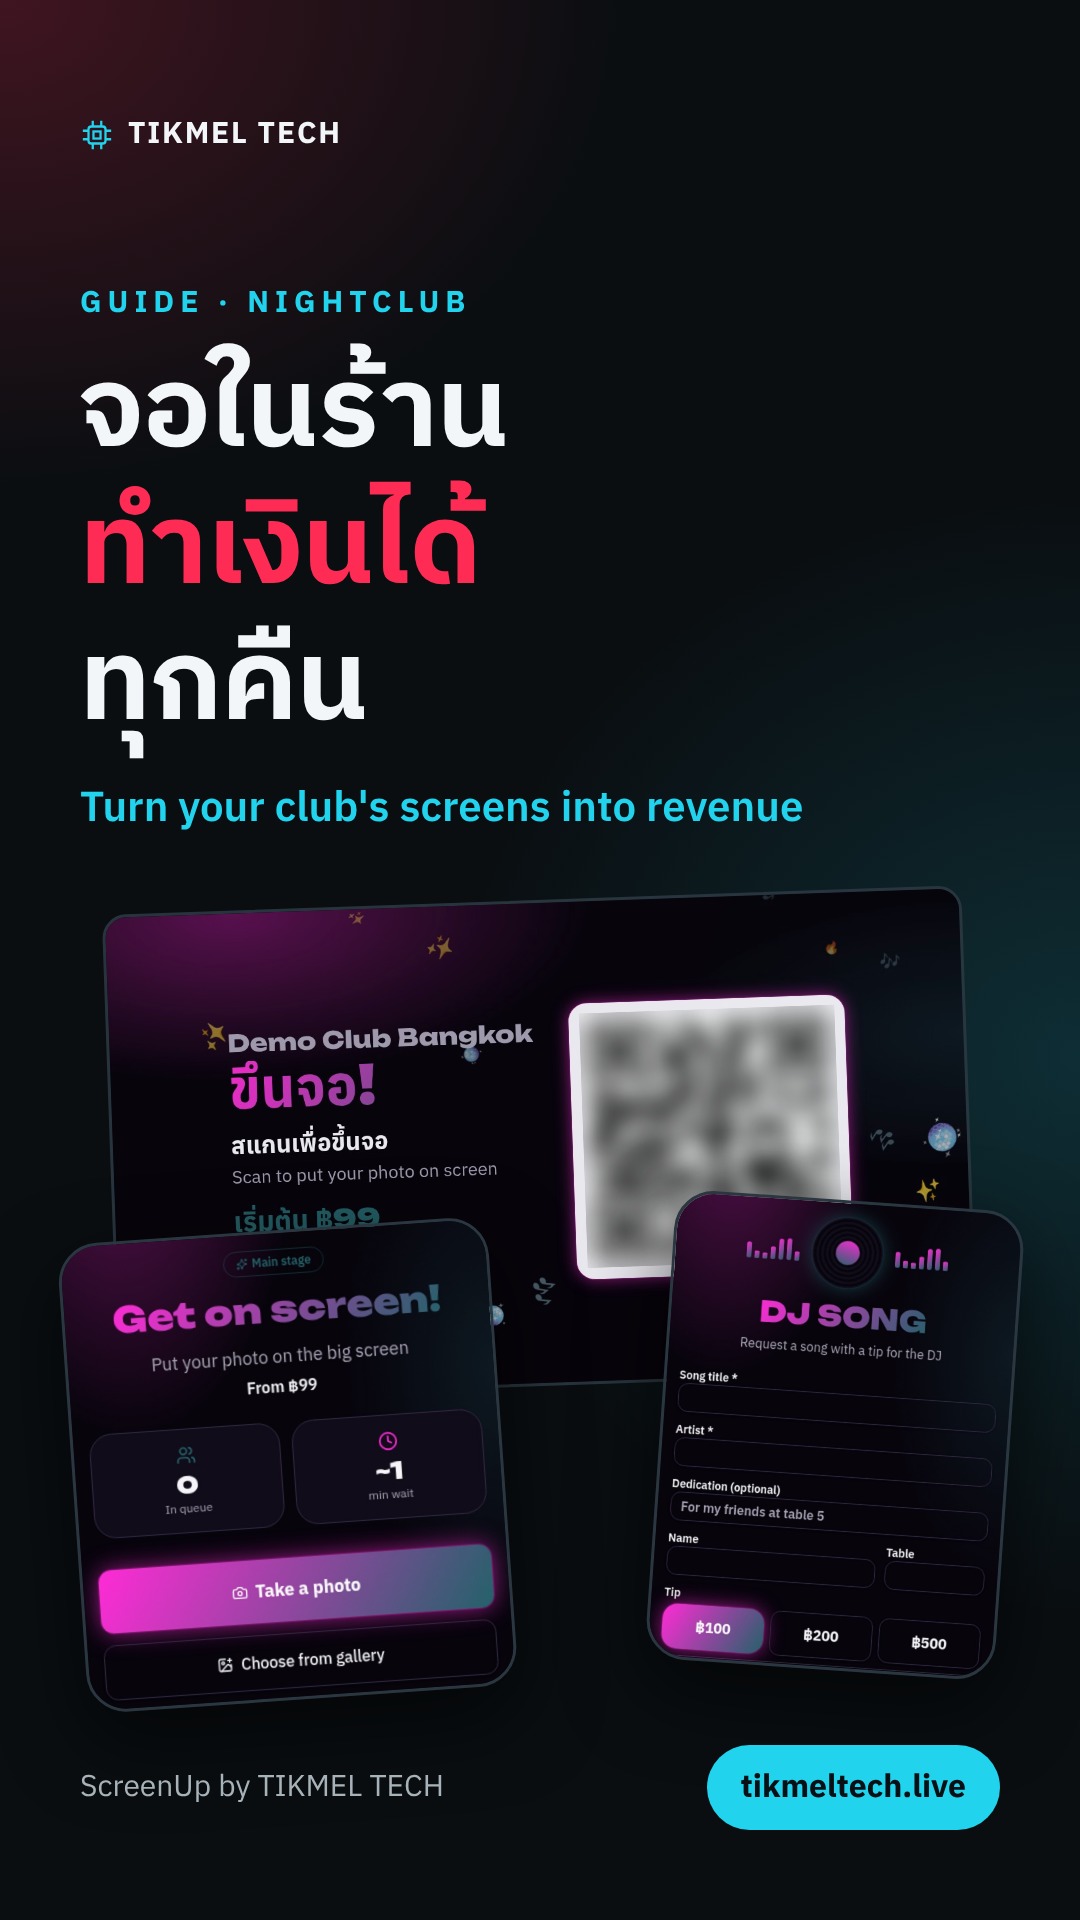 TIKMEL TECH
GUIDE · NIGHTCLUB
จอในร้าน
ทำเงินได้
ทุกคืน
Turn your club's screens into revenue
Demo Club Bangkok
ขึ้นจอ!
สแกนเพื่อขึ้นจอ
Scan to put your photo on screen
เริ่มต้น ฿99
Main stage
Get on screen!
Put your photo on the big screen
From ฿99
0
In queue
~1
min wait
Take a photo
Choose from gallery
DJ SONG
Request a song with a tip for the DJ
Song title *
Artist *
Dedication (optional)
For my friends at table 5
Name
Table
Tip
฿100
฿200
฿500
ScreenUp by TIKMEL TECH
tikmeltech.live